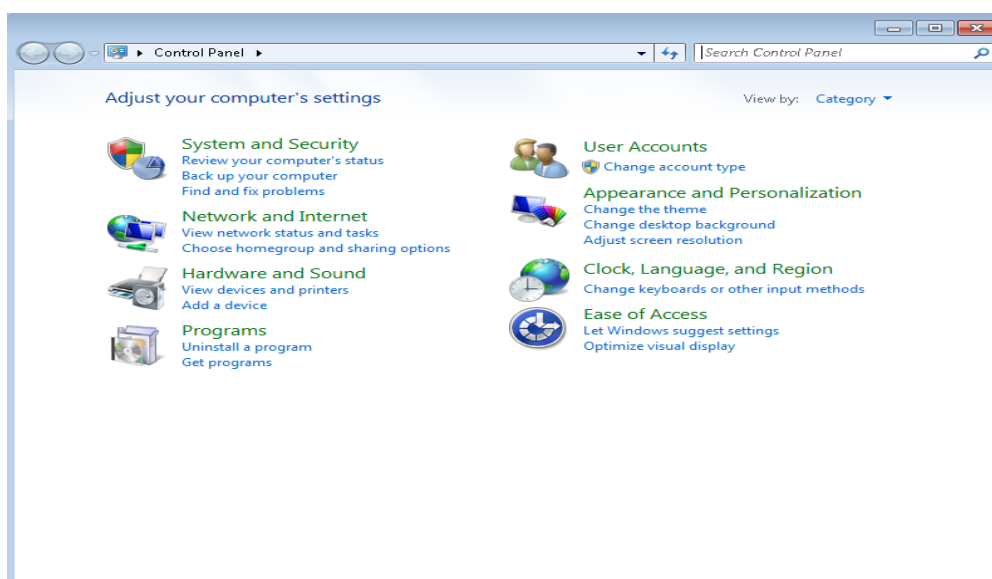 Control Panel
Search Control Panel
Adjust your computer's settings
View by: Category
System and Security
Review your computer's status
Back up your computer
Find and fix problems
Network and Internet
View network status and tasks
Choose homegroup and sharing options
Hardware and Sound
View devices and printers
Add a device
Programs
Uninstall a program
Get programs
User Accounts
Change account type
Appearance and Personalization
Change the theme
Change desktop background
Adjust screen resolution
Clock, Language, and Region
Change keyboards or other input methods
Ease of Access
Let Windows suggest settings
Optimize visual display